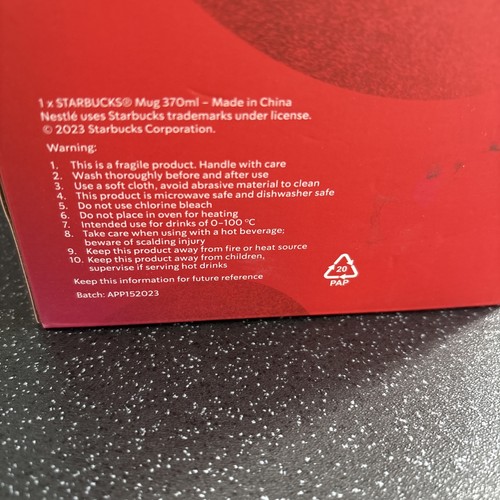 1 x STARBUCKS® Mug 370ml – Made in China
Nestlé uses Starbucks trademarks under license.
© 2023 Starbucks Corporation.
Warning:
1. This is a fragile product. Handle with care
2. Wash thoroughly before and after use
3. Use a soft cloth, avoid abrasive material to clean
4. This product is microwave safe and dishwasher safe
5. Do not use chlorine bleach
6. Do not place in oven for heating
7. Intended use for drinks of 0–100 °C
8. Take care when using with a hot beverage;
beware of scalding injury
9. Keep this product away from fire or heat source
10. Keep this product away from children,
supervise if serving hot drinks
Keep this information for future reference
Batch: APP152023
20
PAP